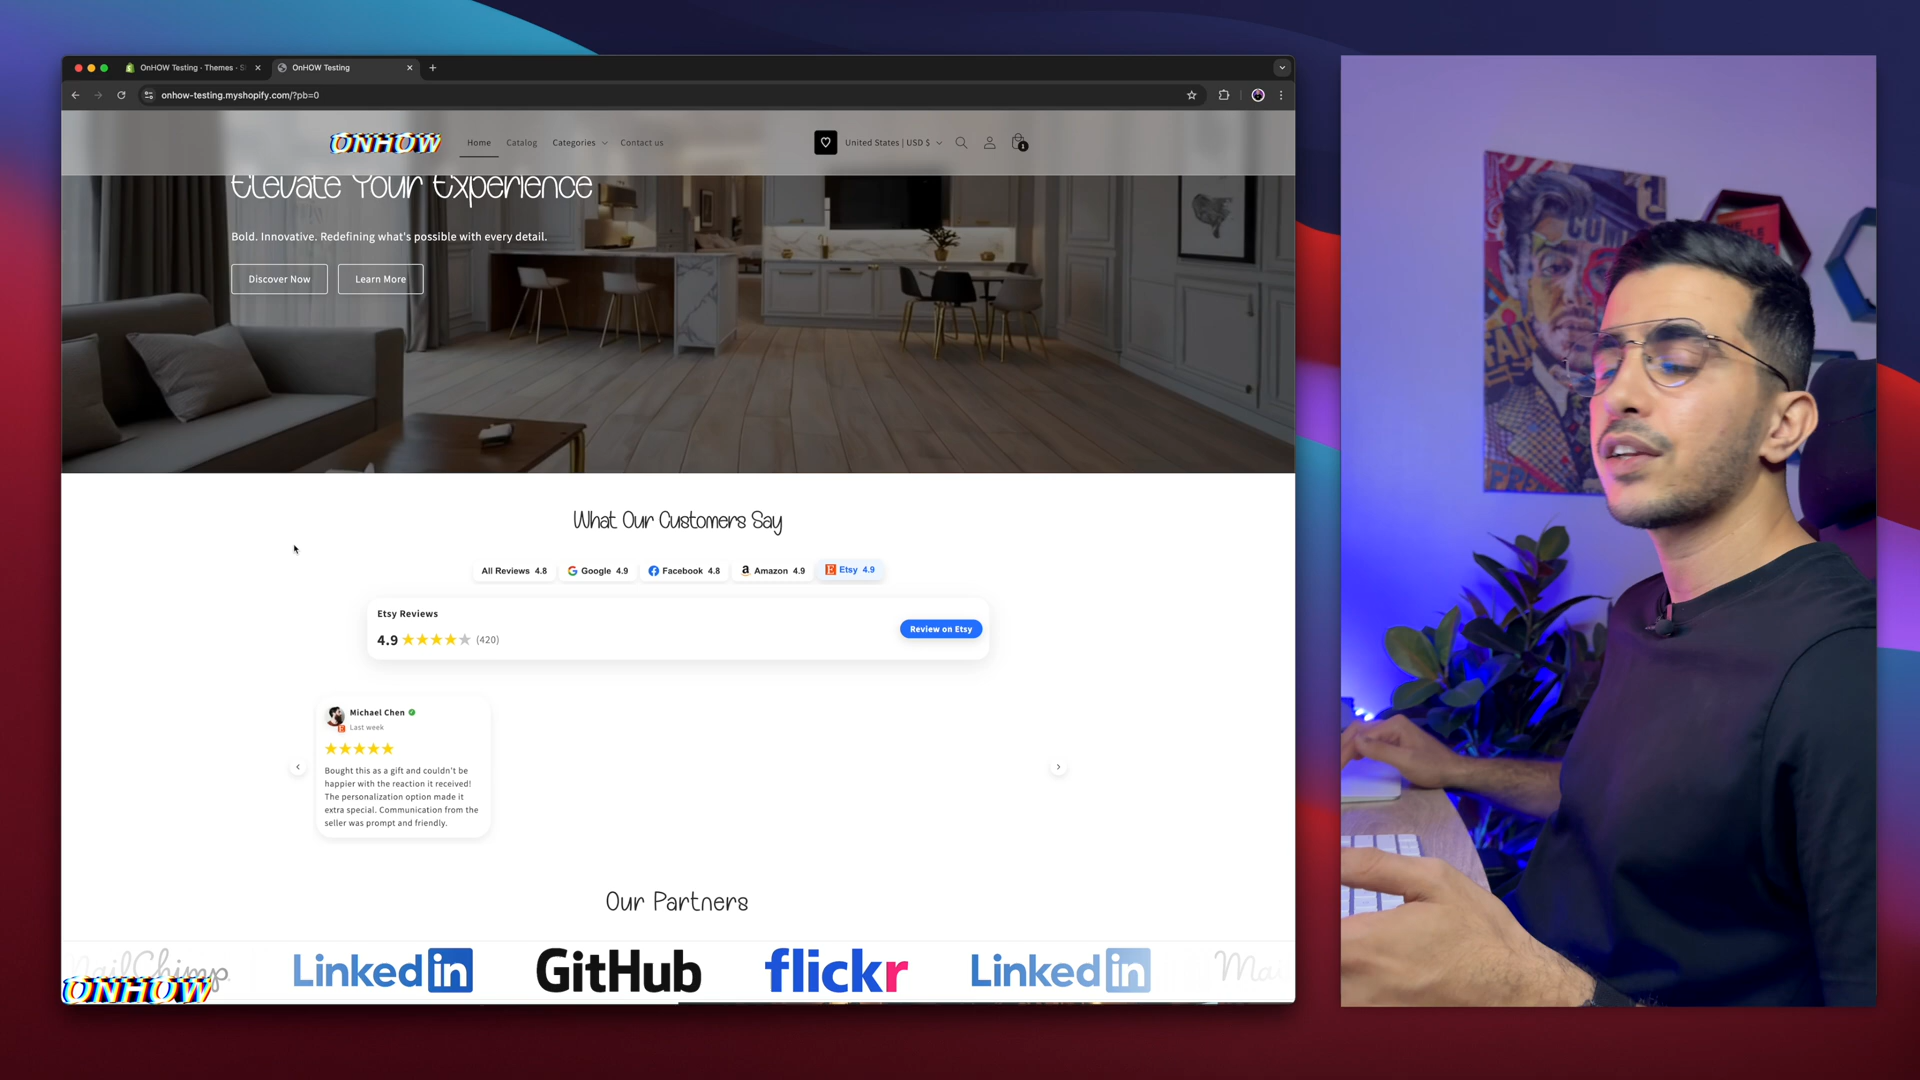 OnHOW Testing - Themes - S
OnHOW Testing
onhow-testing.myshopify.com/?pb=0
ONHOW
Home
Catalog
Categories
Contact us
United States | USD $
1
Elevate Your Experience
Bold. Innovative. Redefining what's possible with every detail.
Discover Now
Learn More
What Our Customers Say
All Reviews 4.8
Google 4.9
Facebook 4.8
Amazon 4.9
Etsy 4.9
Etsy Reviews
4.9 ★★★★★ (420)
Review on Etsy
Michael Chen
Last week
★★★★★
Bought this as a gift and couldn't be
happier with the reaction it received!
The personalization option made it
extra special. Communication from the
seller was prompt and friendly.
Our Partners
MailChimp
LinkedIn
GitHub
flickr
LinkedIn
Mai
ONHOW
FAN